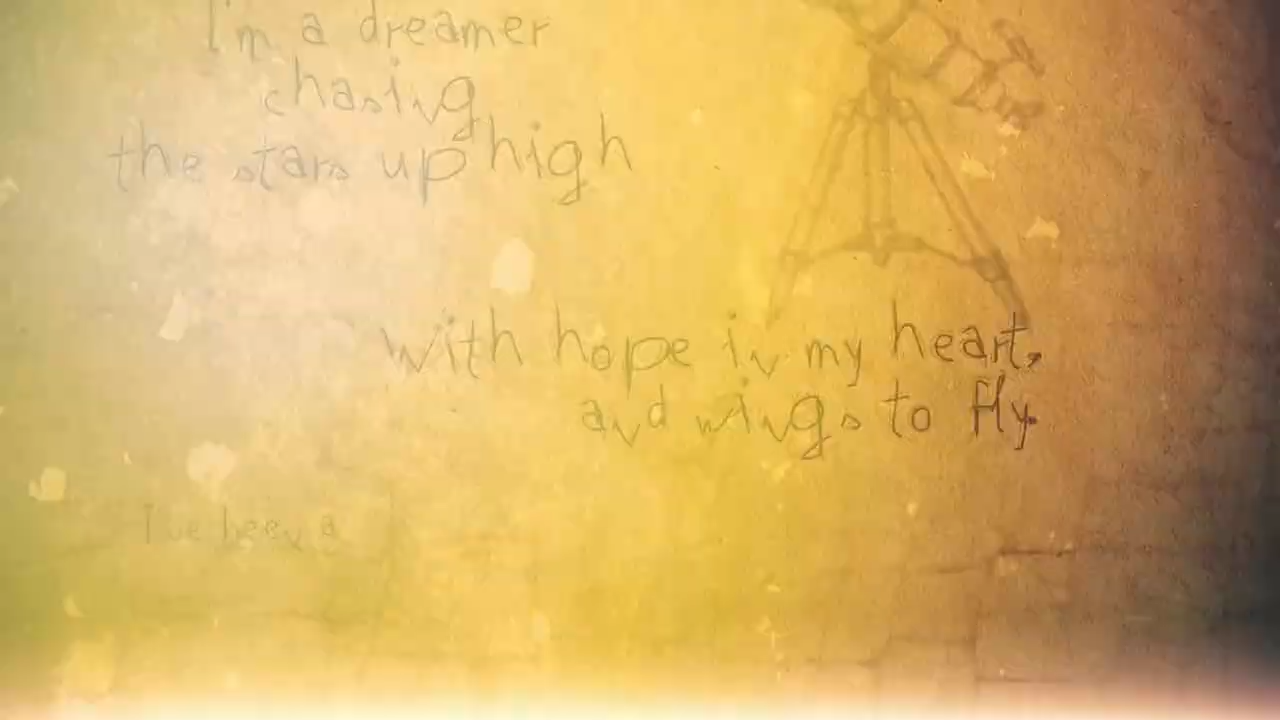 I'm a dreamer
chasing
the stars up high
with hope in my heart,
and wings to fly.
I've been a